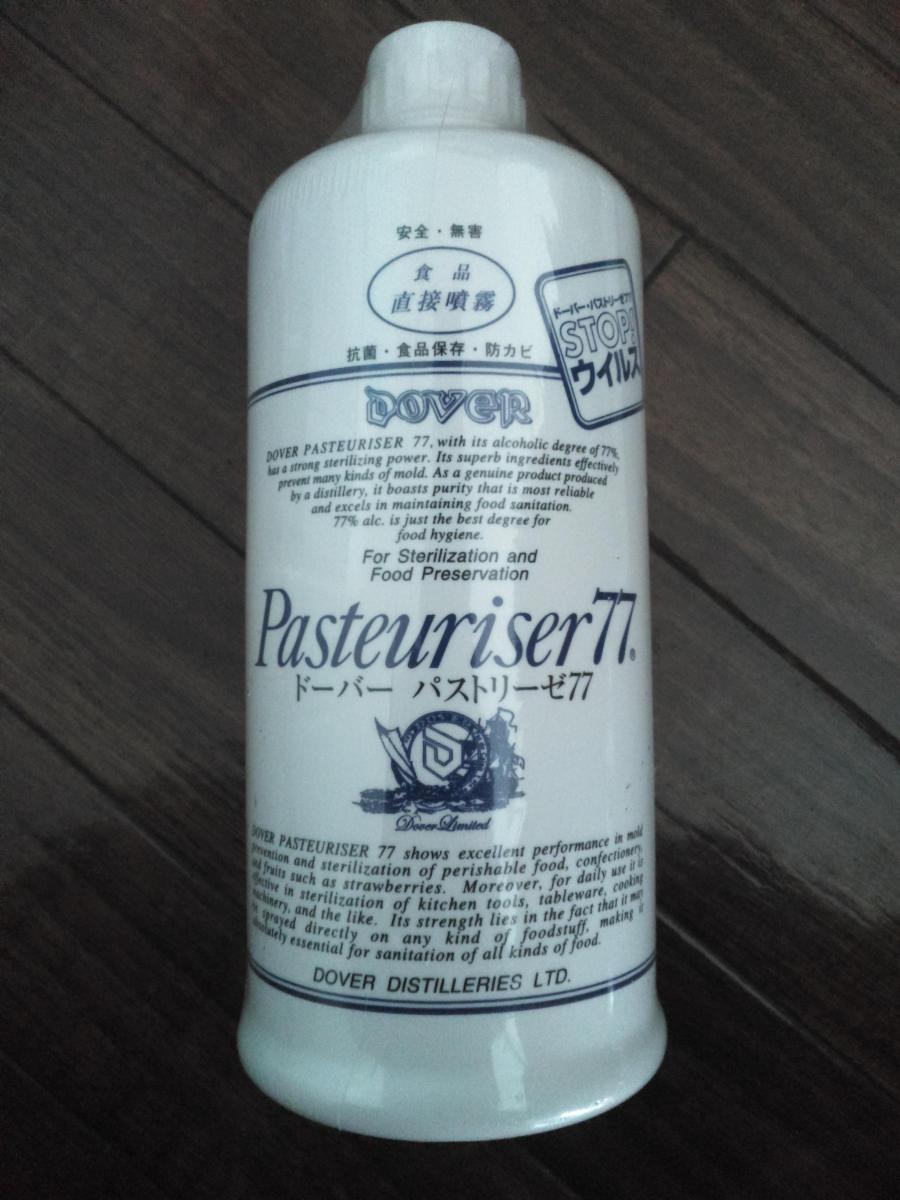 安全・無害
食品
直接噴霧
抗菌・食品保存・防カビ
ドーバー・パストリーゼ77
STOP!
ウイルス
DOVER
DOVER PASTEURISER 77, with its alcoholic degree of 77%,
has a strong sterilizing power. Its superb ingredients effectively
prevent many kinds of mold. As a genuine product produced
by a distillery, it boasts purity that is most reliable
and excels in maintaining food sanitation.
77% alc. is just the best degree for
food hygiene.
For Sterilization and
Food Preservation
Pasteuriser77®
ドーバー パストリーゼ77
Dover Limited
DOVER PASTEURISER 77 shows excellent performance in mold
prevention and sterilization of perishable food, confectionery,
and fruits such as strawberries. Moreover, for daily use it is
effective in sterilization of kitchen tools, tableware, cooking
machinery, and the like. Its strength lies in the fact that it may
be sprayed directly on any kind of foodstuff, making it
absolutely essential for sanitation of all kinds of food.
DOVER DISTILLERIES LTD.